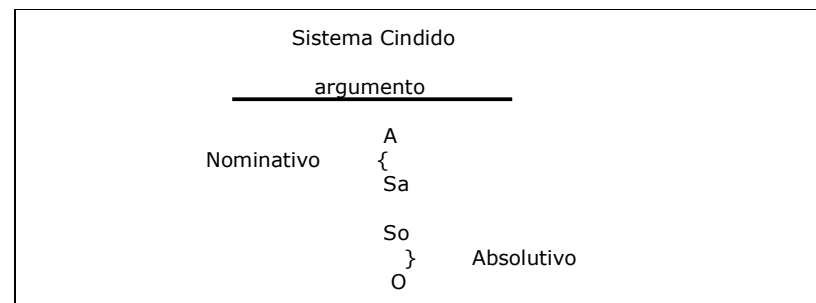 Sistema Cindido
argumento
A
Nominativo {
Sa
So
} Absolutivo
O